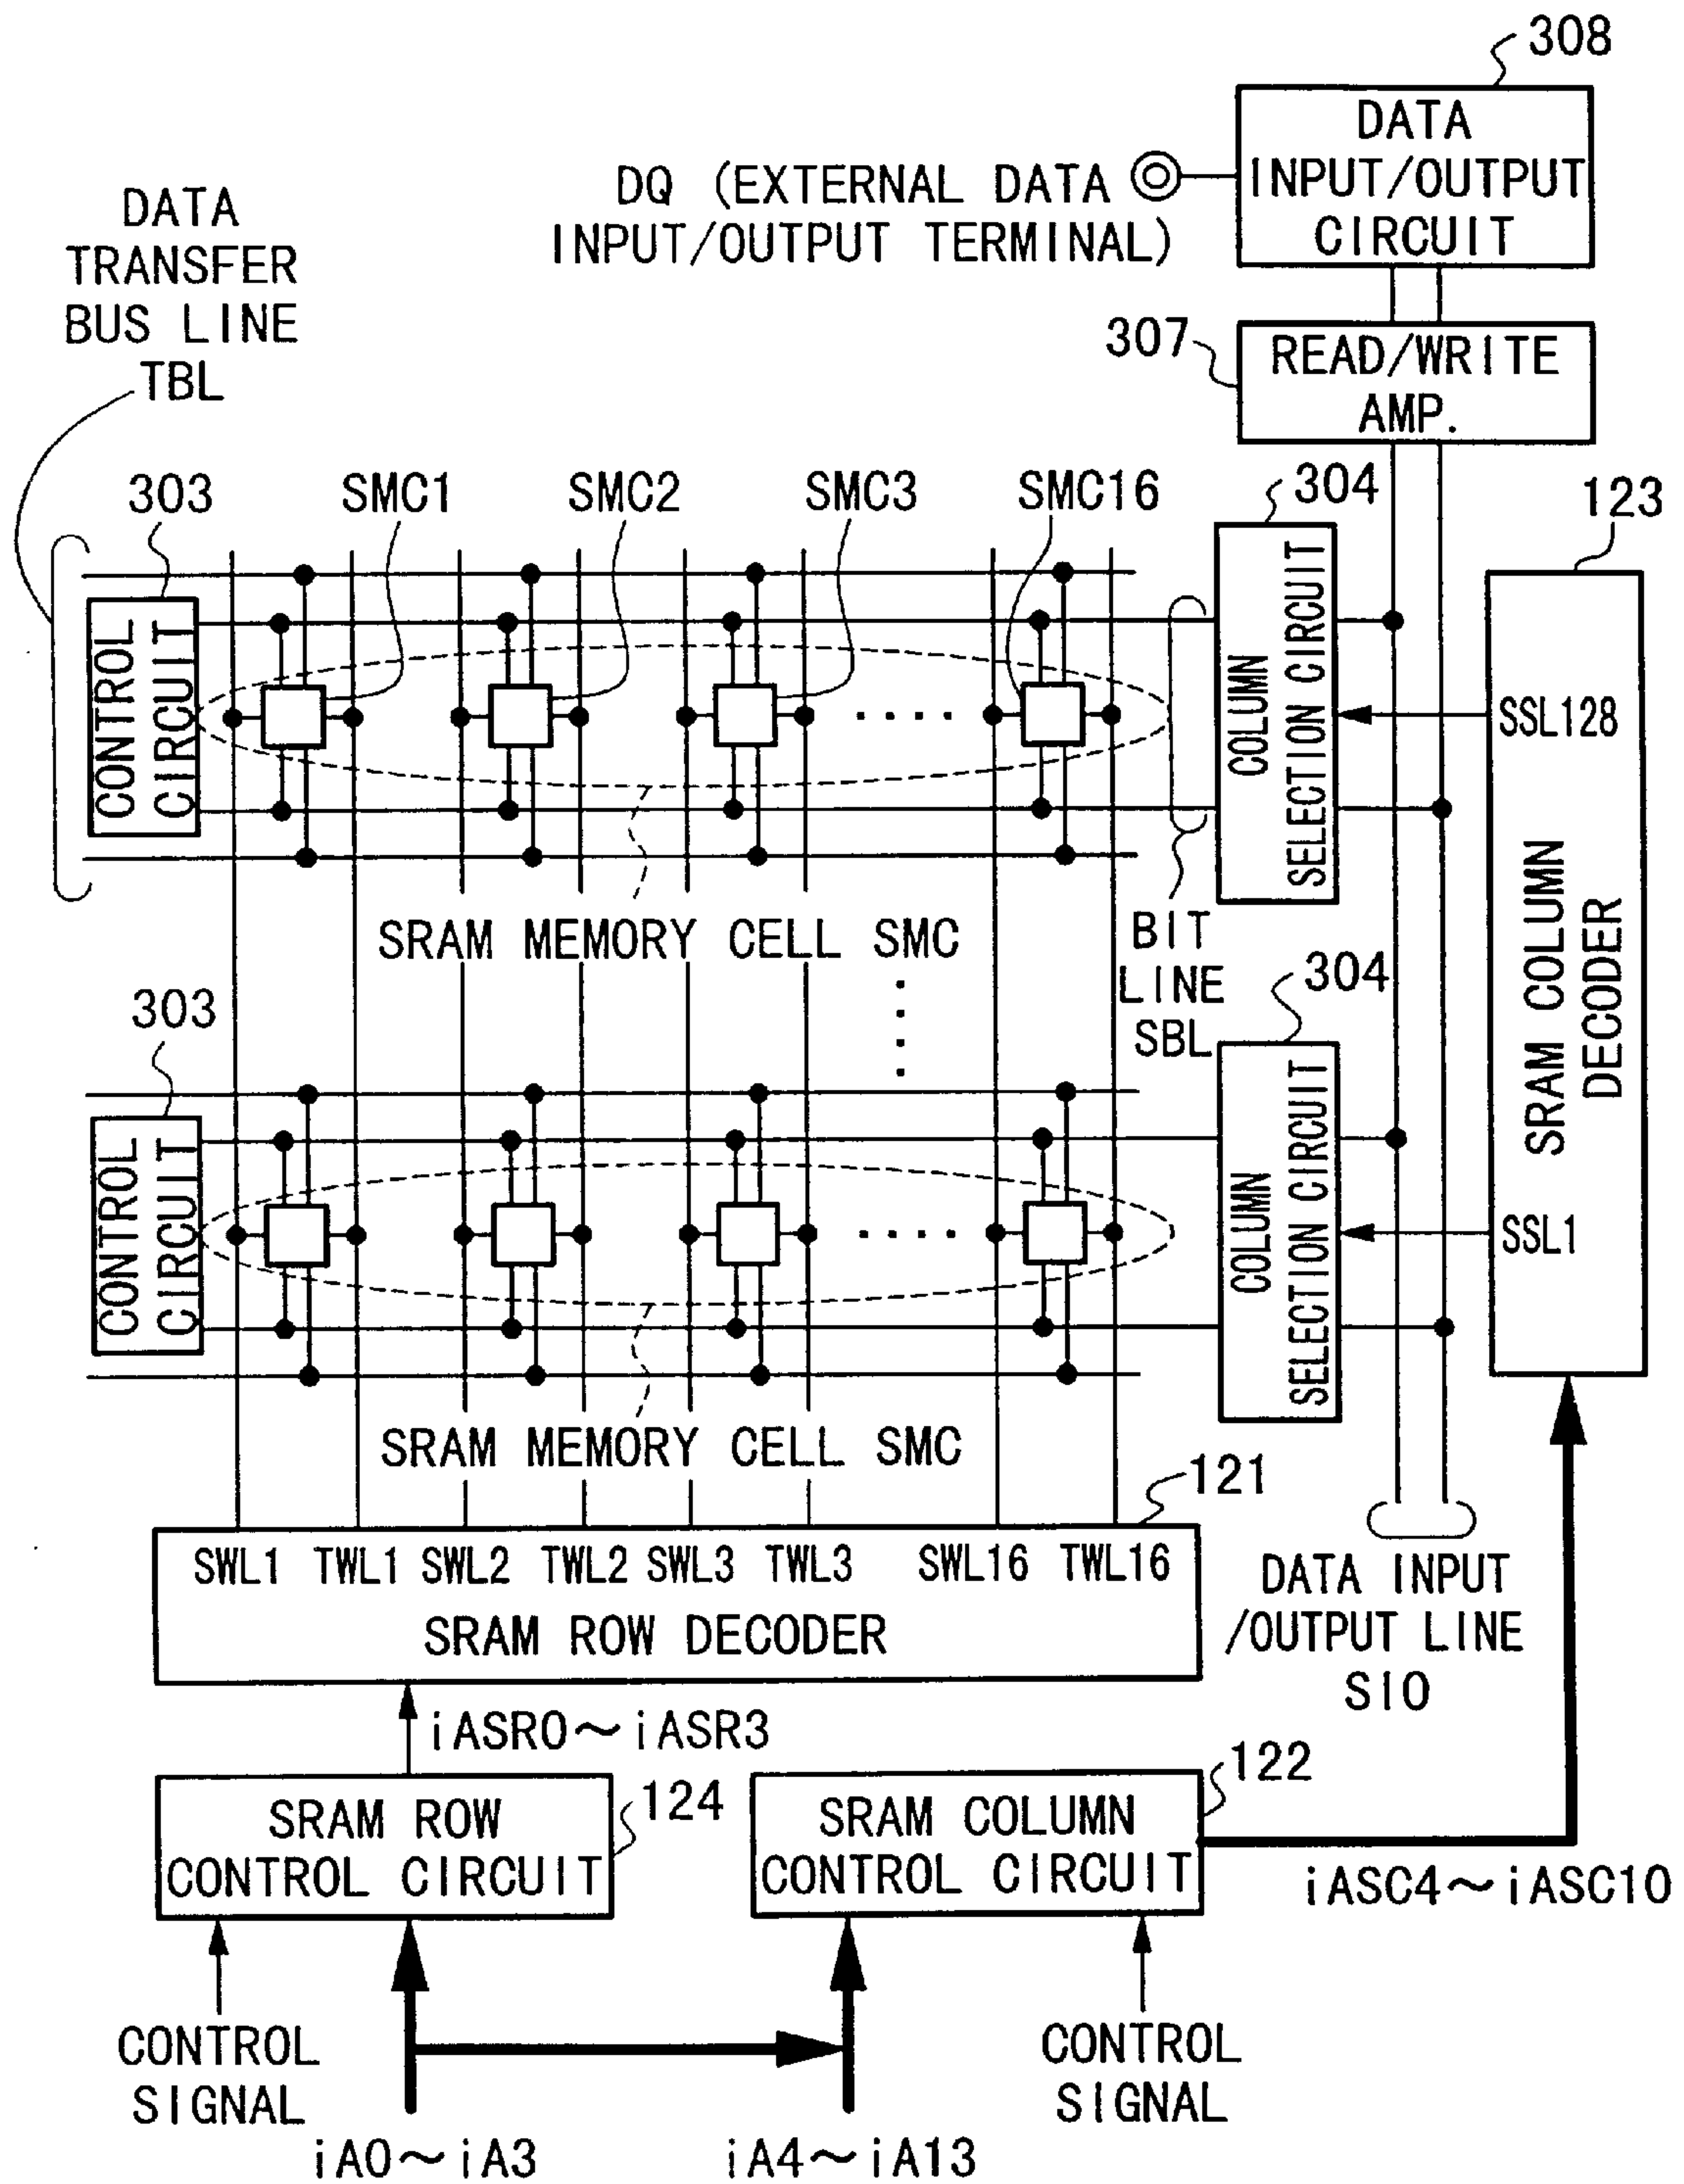 308
DATA
INPUT/OUTPUT
CIRCUIT
DQ (EXTERNAL DATA
INPUT/OUTPUT TERMINAL)
DATA
TRANSFER
BUS LINE
TBL
307
READ/WRITE
AMP.
303
SMC1
SMC2
SMC3
SMC16
304
123
CONTROL
CIRCUIT
COLUMN
SELECTION CIRCUIT
SSL128
SRAM COLUMN
DECODER
SRAM MEMORY CELL SMC
BIT
LINE
SBL
303
304
CONTROL
CIRCUIT
COLUMN
SELECTION CIRCUIT
SSL1
SRAM MEMORY CELL SMC
121
SWL1 TWL1 SWL2 TWL2 SWL3 TWL3 SWL16 TWL16
SRAM ROW DECODER
DATA INPUT
/OUTPUT LINE
SIO
iASR0～iASR3
124
SRAM ROW
CONTROL CIRCUIT
122
SRAM COLUMN
CONTROL CIRCUIT
iASC4～iASC10
CONTROL
SIGNAL
CONTROL
SIGNAL
iA0～iA3
iA4～iA13